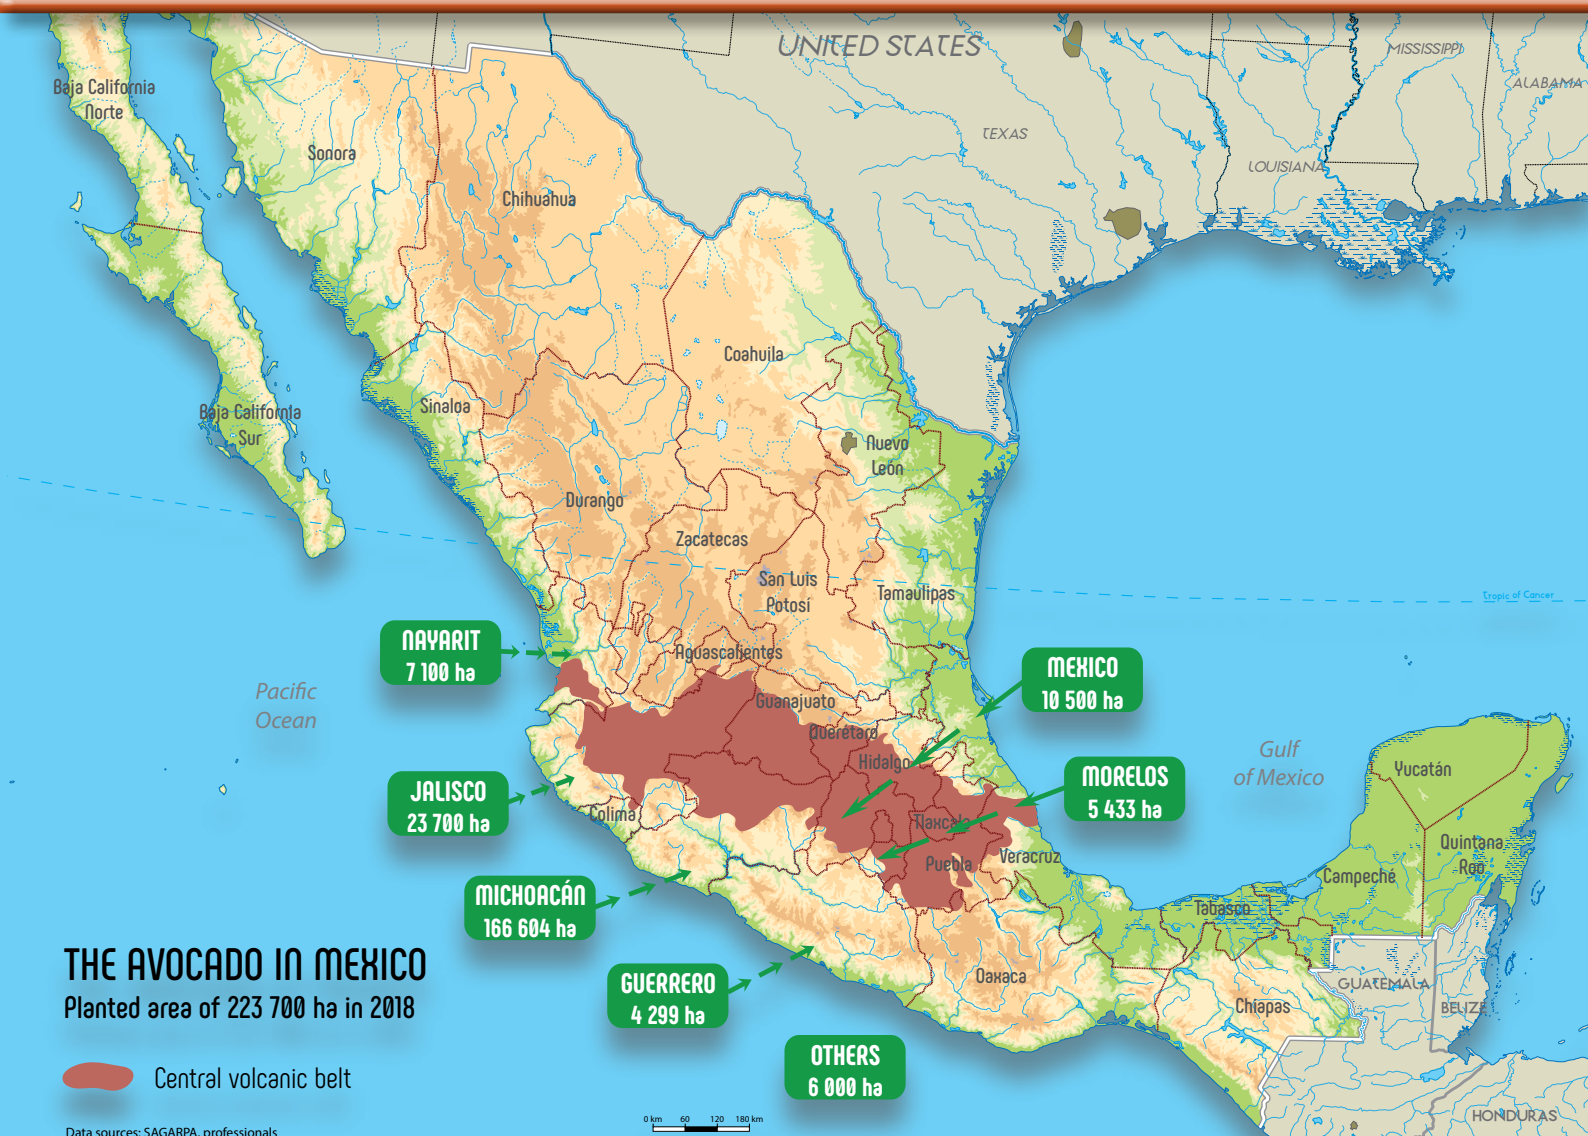 UNITED STATES
MISSISSIPPI
ALABAMA
Baja California
Norte
TEXAS
Sonora
LOUISIANA
Chihuahua
Coahuila
Sinaloa
Baja California
Sur
Nuevo
León
Durango
Zacatecas
San Luis
Potosí
Tamaulipas
Tropic of Cancer
NAYARIT
7 100 ha
Aguascalientes
MEXICO
10 500 ha
Pacific
Ocean
Guanajuato
Querétaro
Hidalgo
Gulf
of Mexico
Yucatán
MORELOS
5 433 ha
JALISCO
23 700 ha
Colima
Tlaxcala
Puebla
Veracruz
Quintana
Roo
Campeche
MICHOACÁN
166 604 ha
Tabasco
THE AVOCADO IN MEXICO
Planted area of 223 700 ha in 2018
GUERRERO
4 299 ha
Oaxaca
Chiapas
GUATEMALA
BELIZE
OTHERS
6 000 ha
Central volcanic belt
0 km 60 120 180 km
HONDURAS
Data sources: SAGARPA, professionals